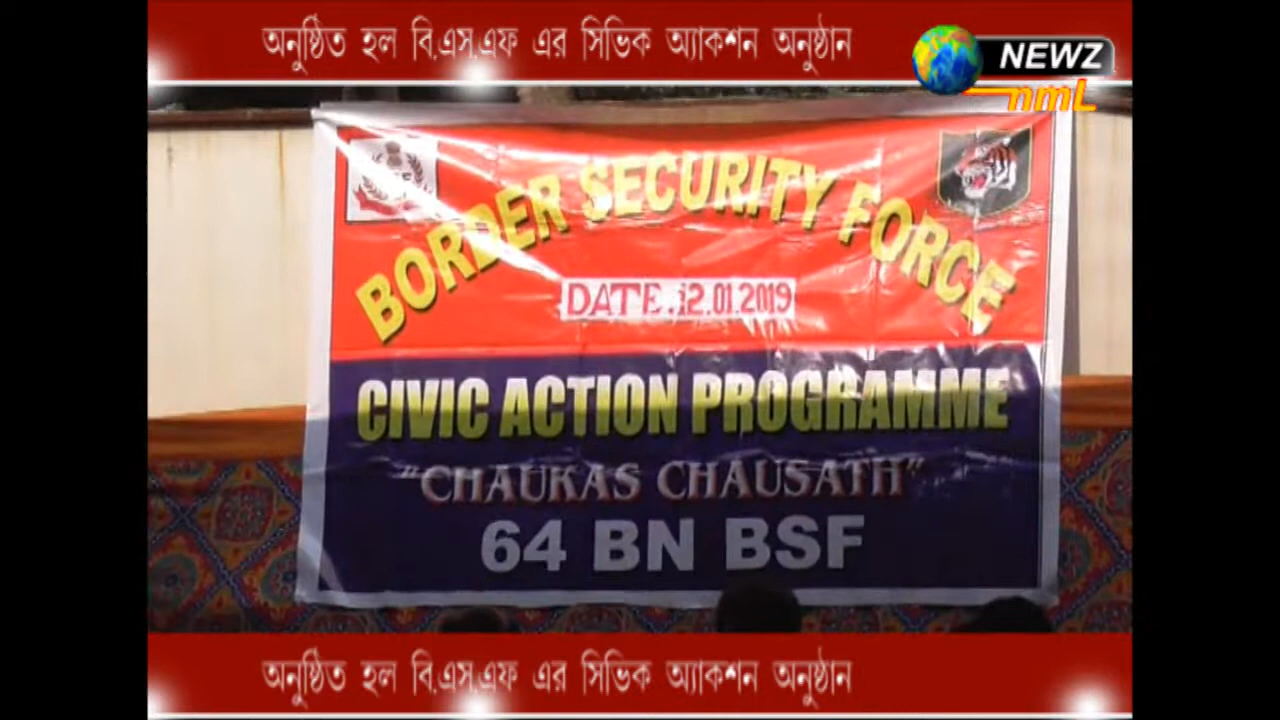 অনুষ্ঠিত হল বি.এস.এফ এর সিভিক অ্যাকশন অনুষ্ঠান
NEWZ
nmL
BORDER SECURITY FORCE
DATE.12.01.2019
CIVIC ACTION PROGRAMME
"CHAUKAS CHAUSATH"
64 BN BSF
অনুষ্ঠিত হল বি.এস.এফ এর সিভিক অ্যাকশন অনুষ্ঠান